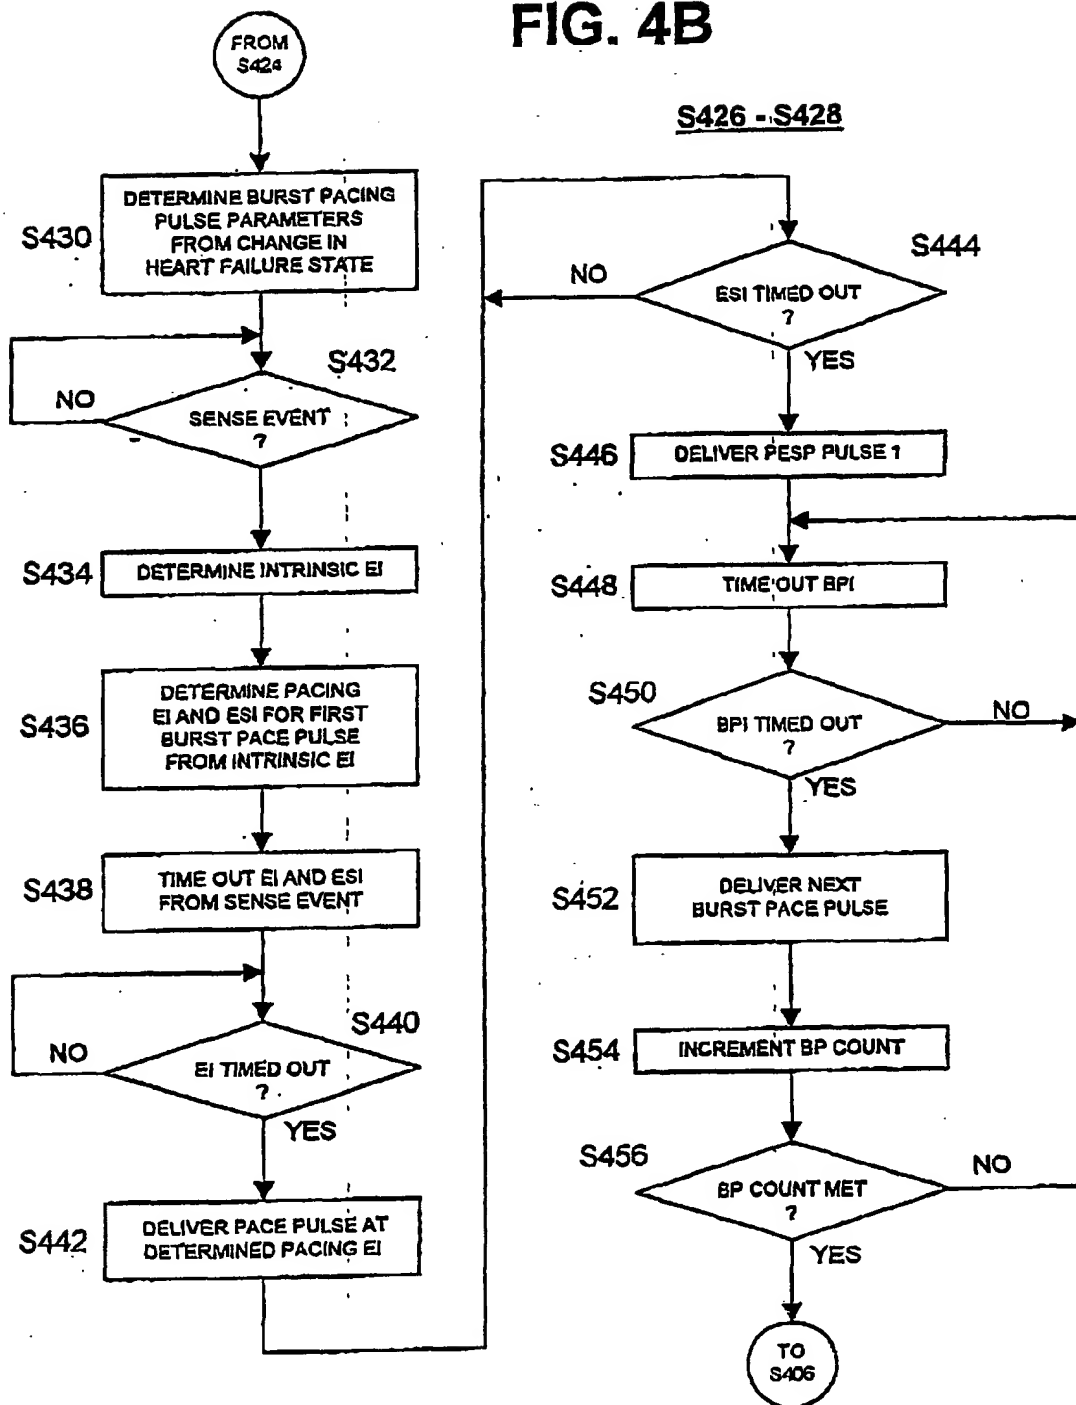 FIG. 4B
FROM
S424
S426 - S428
S430
DETERMINE BURST PACING
PULSE PARAMETERS
FROM CHANGE IN
HEART FAILURE STATE
S432
NO
SENSE EVENT
?
S434
DETERMINE INTRINSIC EI
S436
DETERMINE PACING
EI AND ESI FOR FIRST
BURST PACE PULSE
FROM INTRINSIC EI
S438
TIME OUT EI AND ESI
FROM SENSE EVENT
S440
NO
EI TIMED OUT
?
YES
S442
DELIVER PACE PULSE AT
DETERMINED PACING EI
S444
NO
ESI TIMED OUT
?
YES
S446
DELIVER PESP PULSE 1
S448
TIME OUT BPI
S450
BPI TIMED OUT
?
NO
YES
S452
DELIVER NEXT
BURST PACE PULSE
S454
INCREMENT BP COUNT
S456
BP COUNT MET
?
NO
YES
TO
S406